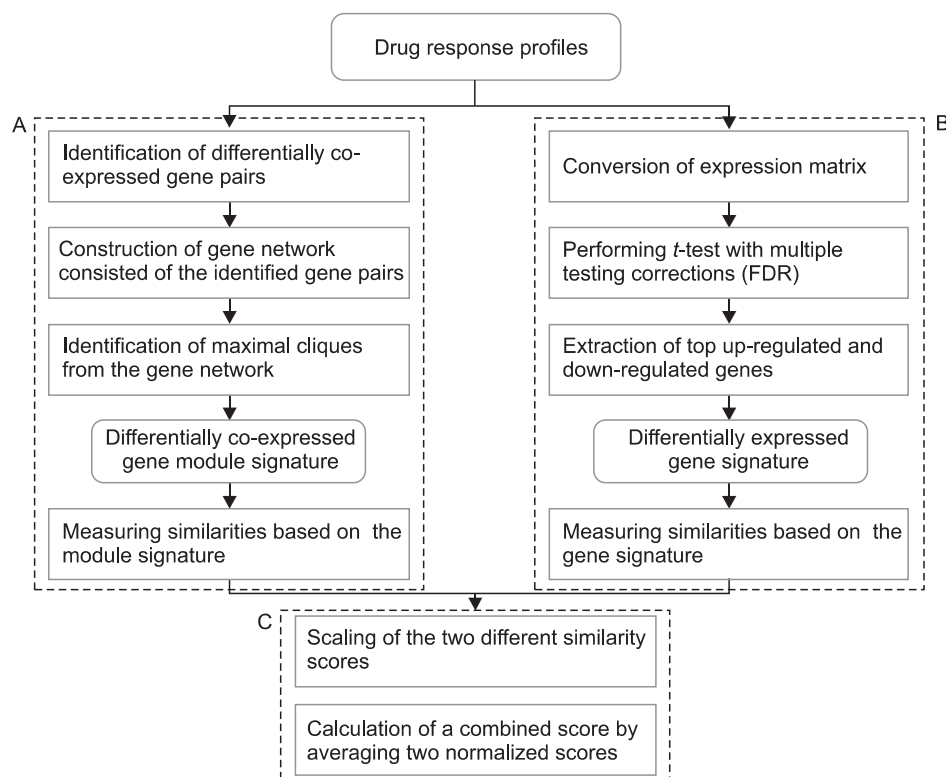 Drug response profiles
A
Identification of differentially co-
expressed gene pairs
Construction of gene network
consisted of the identified gene pairs
Identification of maximal cliques
from the gene network
Differentially co-expressed
gene module signature
Measuring similarities based on the
module signature
B
Conversion of expression matrix
Performing t-test with multiple
testing corrections (FDR)
Extraction of top up-regulated and
down-regulated genes
Differentially expressed
gene signature
Measuring similarities based on the
gene signature
C
Scaling of the two different similarity
scores
Calculation of a combined score by
averaging two normalized scores